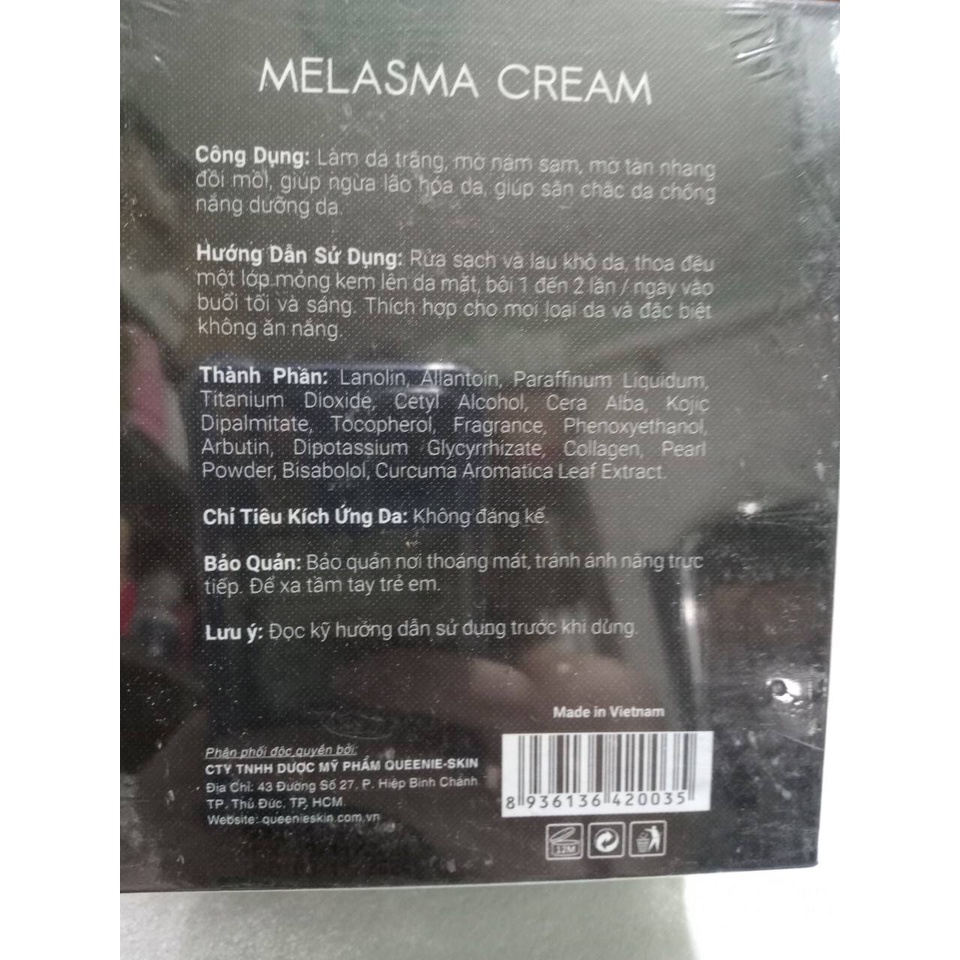 MELASMA CREAM
Công Dụng: Làm da trắng, mờ nám sạm, mờ tàn nhang
đồi mồi, giúp ngừa lão hóa da, giúp săn chắc da chống
nắng dưỡng da.
Hướng Dẫn Sử Dụng: Rửa sạch và lau khô da, thoa đều
một lớp mỏng kem lên da mặt, bôi 1 đến 2 lần / ngày vào
buổi tối và sáng. Thích hợp cho mọi loại da và đặc biệt
không ăn nắng.
Thành Phần: Lanolin, Allantoin, Paraffinum Liquidum,
Titanium Dioxide, Cetyl Alcohol, Cera Alba, Kojic
Dipalmitate, Tocopherol, Fragrance, Phenoxyethanol,
Arbutin, Dipotassium Glycyrrhizate, Collagen, Pearl
Powder, Bisabolol, Curcuma Aromatica Leaf Extract.
Chỉ Tiêu Kích Ứng Da: Không đáng kể.
Bảo Quản: Bảo quản nơi thoáng mát, tránh ánh nắng trực
tiếp. Để xa tầm tay trẻ em.
Lưu ý: Đọc kỹ hướng dẫn sử dụng trước khi dùng.
Made in Vietnam
Phân phối độc quyền bởi:
CTY TNHH DƯỢC MỸ PHẨM QUEENIE-SKIN
Địa Chỉ: 43 Đường Số 27, P. Hiệp Bình Chánh
TP. Thủ Đức, TP, HCM.
Website: queenieskin.com.vn
8 936136 420035
12M